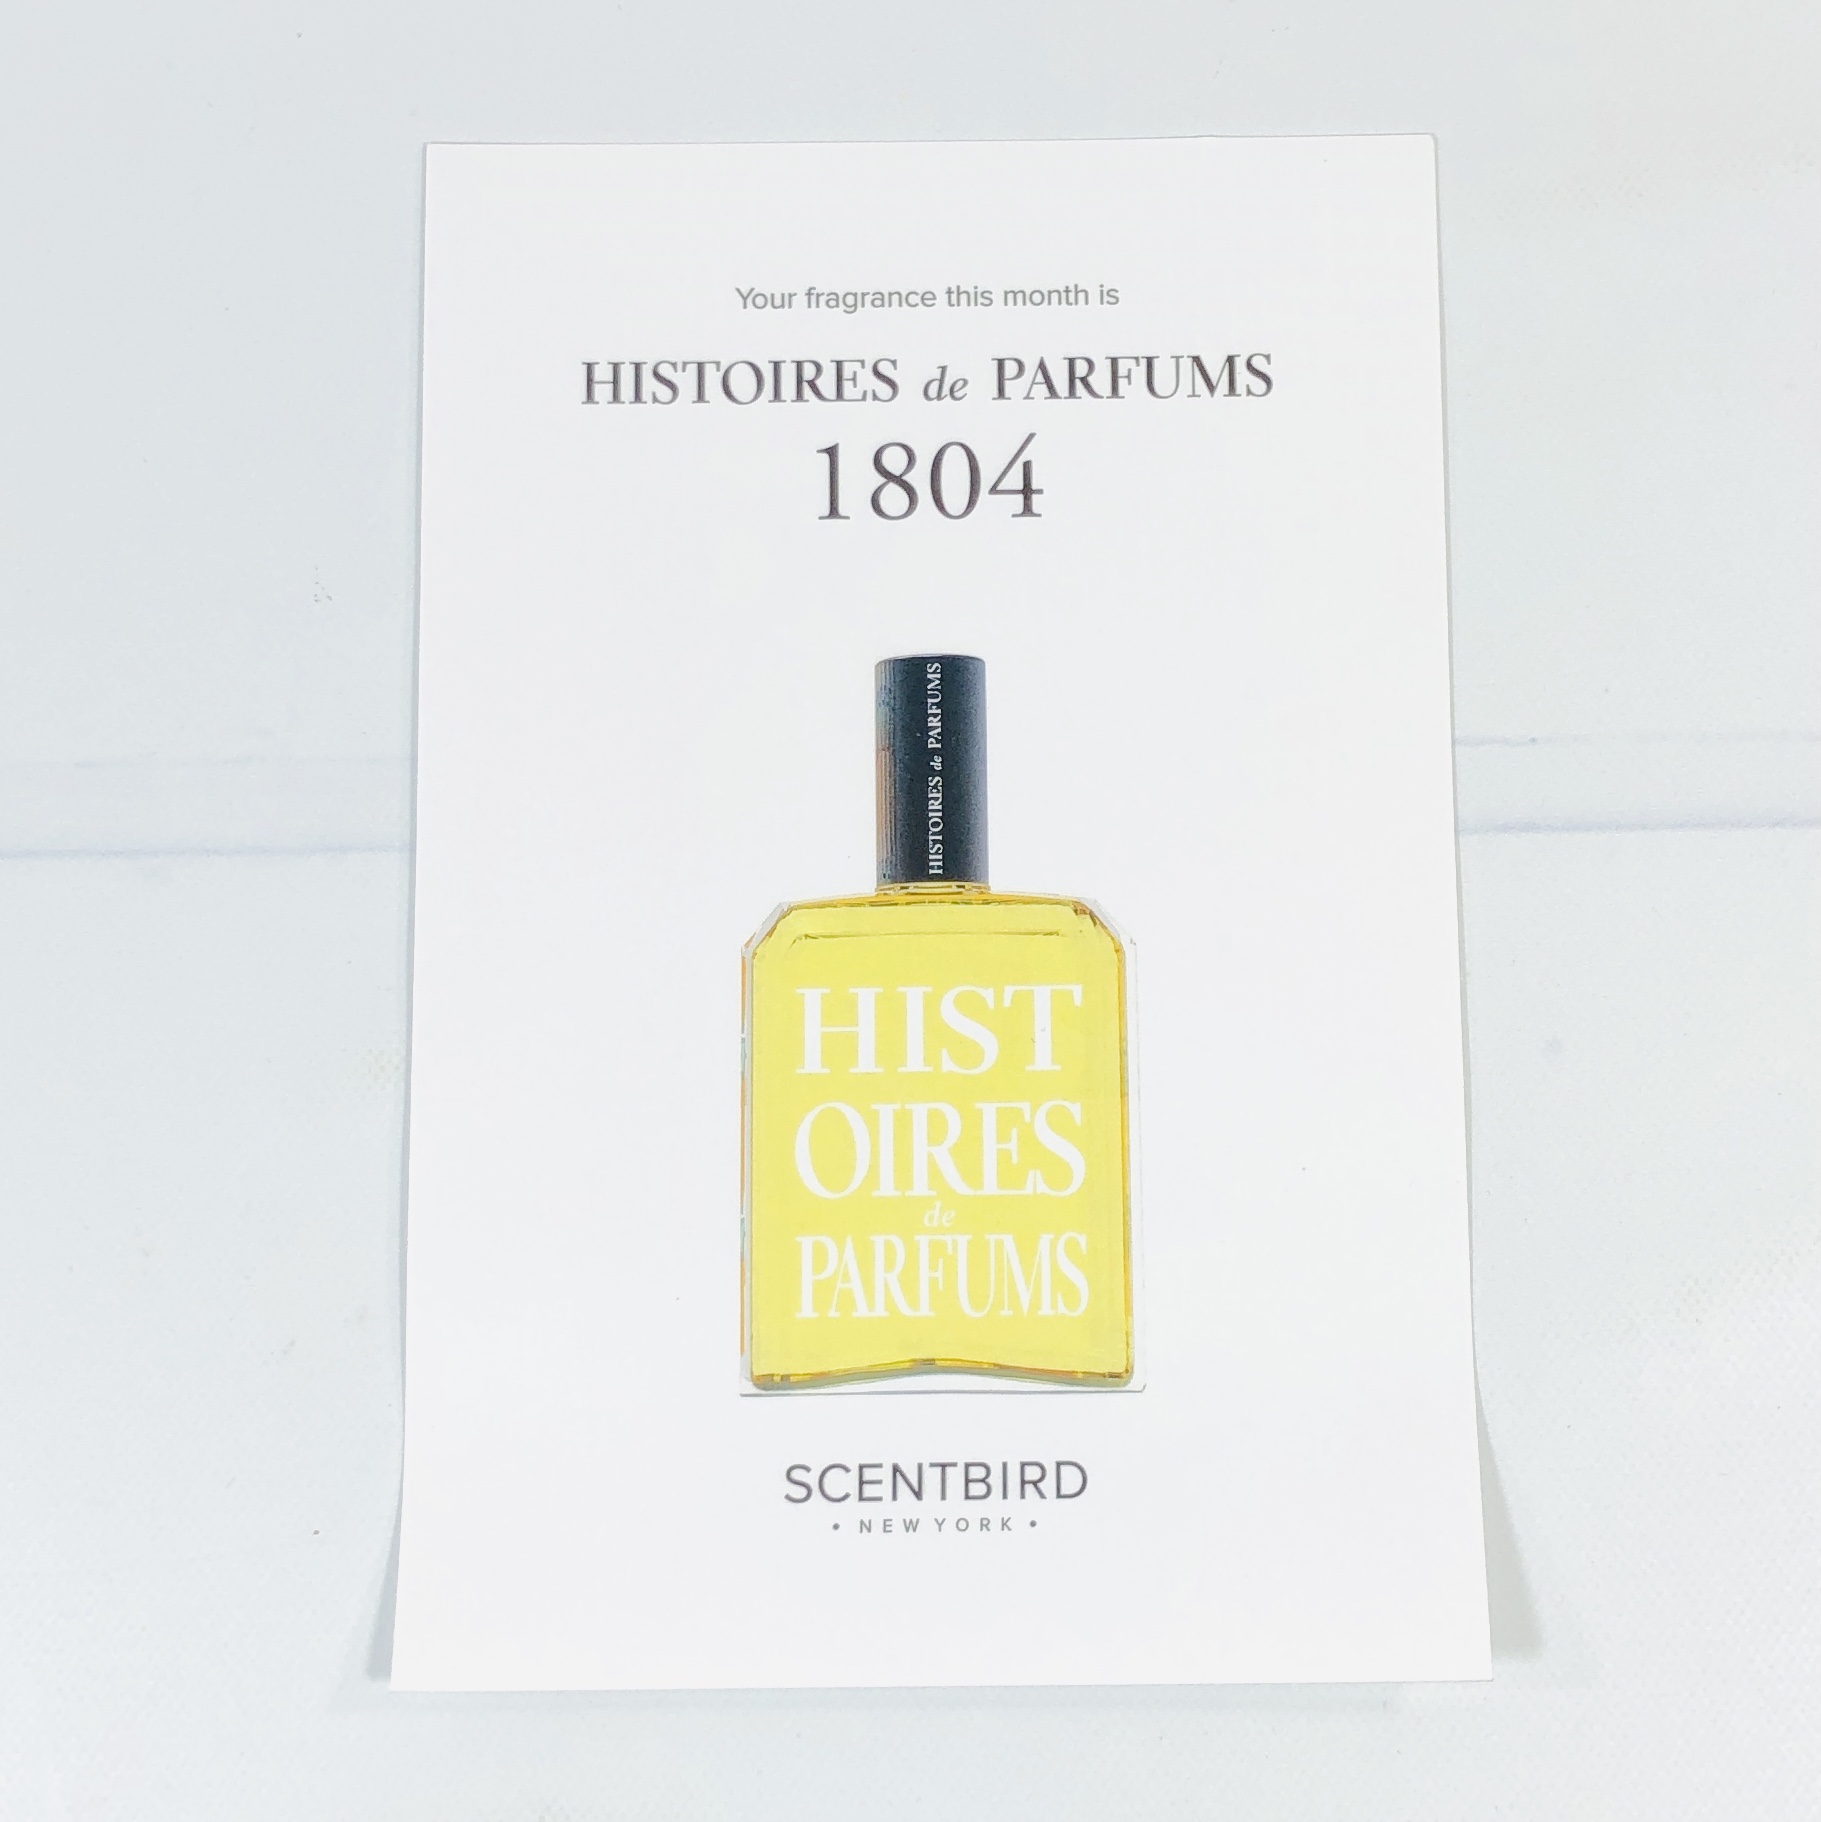 Your fragrance this month is
HISTOIRES de PARFUMS
1804
HISTOIRES de PARFUMS
HIST
OIRES
de
PARFUMS
SCENTBIRD
• NEW YORK •